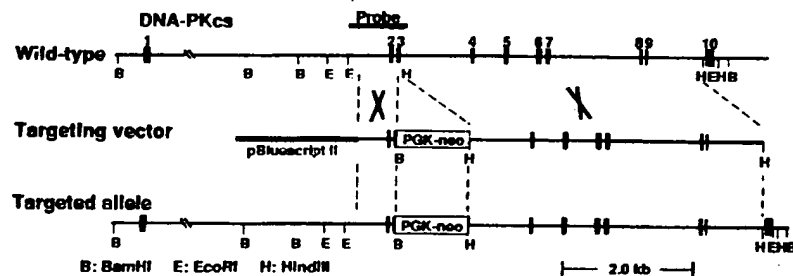 DNA-PKcs Probe
1 2 3 4 5 6 7 8 9 10
Wild-type
B B B E E H H E H B
Targeting vector
pBluescript II PGK-neo
B H H
Targeted allele
PGK-neo
B B B E E B H H E H B
B: BamHI E: EcoRI H: HindIII 2.0 kb